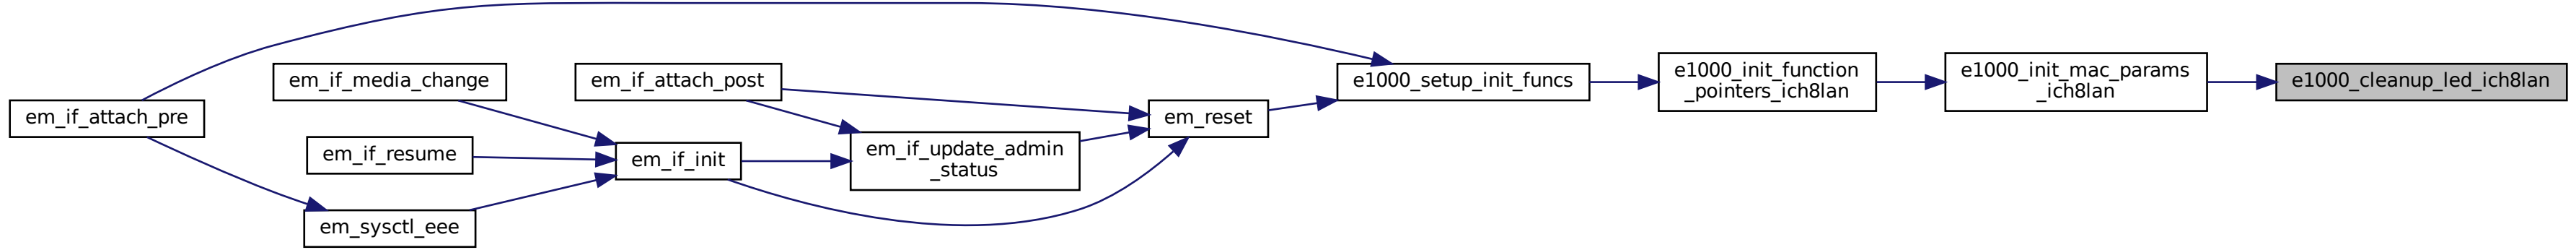 em_if_attach_pre
em_if_media_change
em_if_resume
em_sysctl_eee
em_if_attach_post
em_if_init
em_if_update_admin
_status
em_reset
e1000_setup_init_funcs
e1000_init_function
_pointers_ich8lan
e1000_init_mac_params
_ich8lan
e1000_cleanup_led_ich8lan